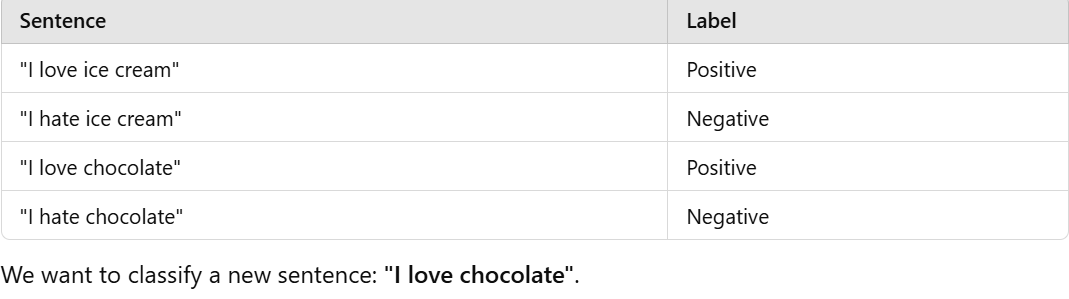 Sentence Label
"I love ice cream" Positive
"I hate ice cream" Negative
"I love chocolate" Positive
"I hate chocolate" Negative
We want to classify a new sentence: "I love chocolate".